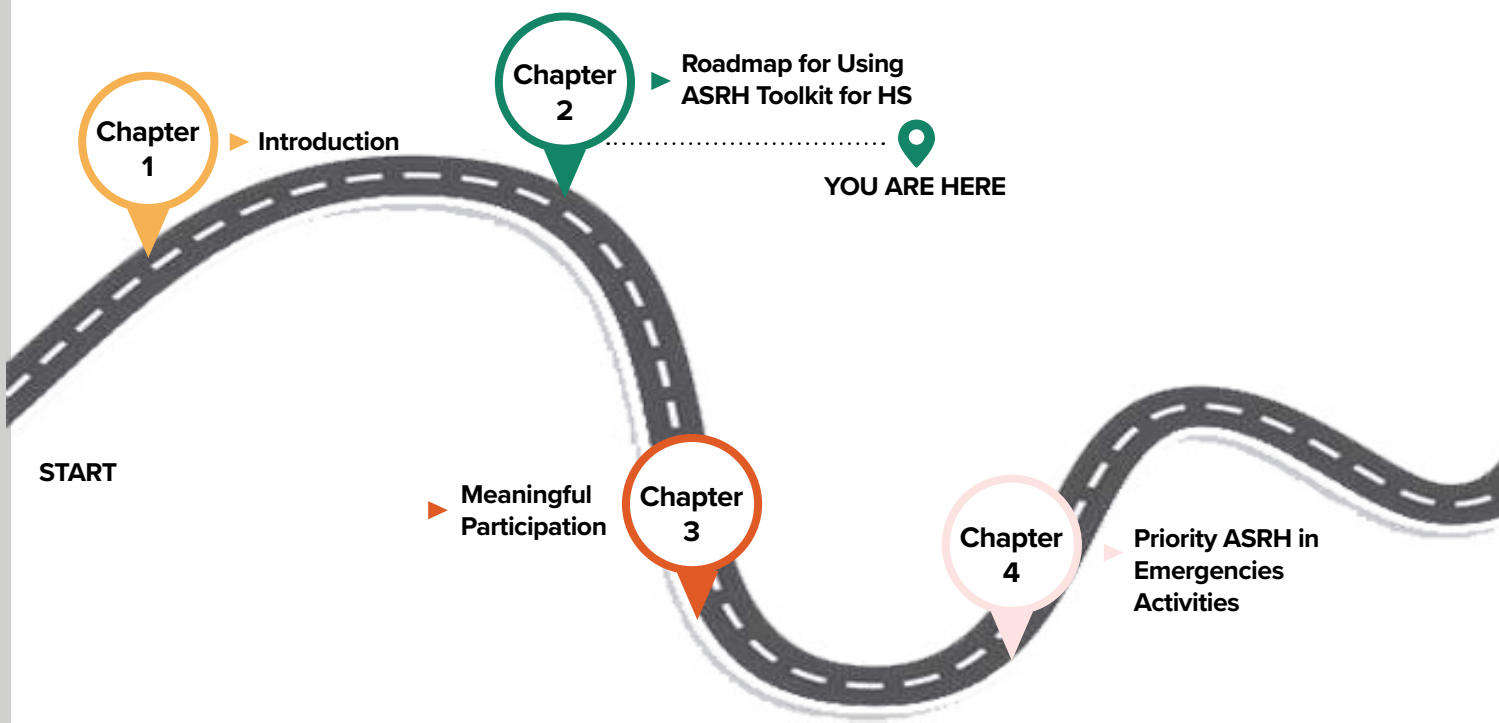 Chapter
1
Introduction
Chapter
2
Roadmap for Using
ASRH Toolkit for HS
YOU ARE HERE
START
Meaningful
Participation
Chapter
3
Chapter
4
Priority ASRH in
Emergencies
Activities